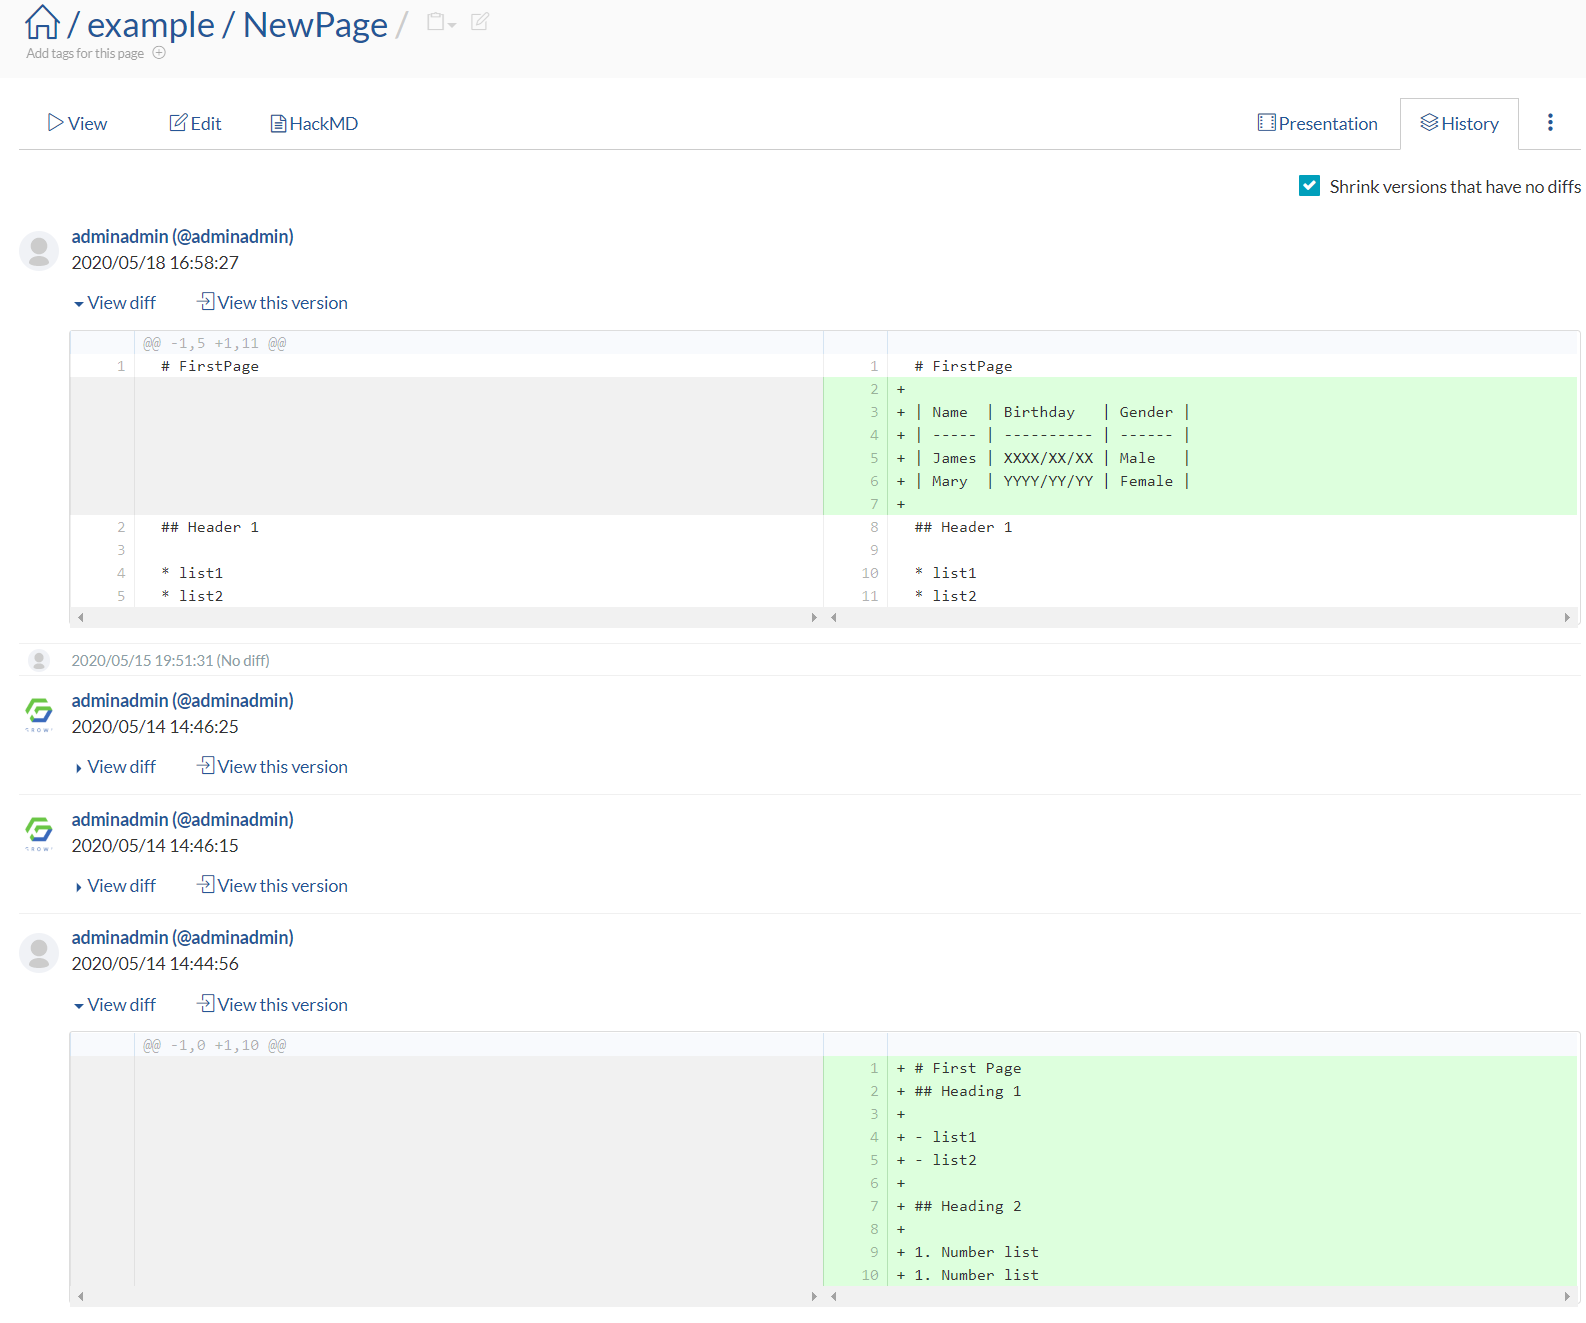 / example / NewPage /
Add tags for this page
View Edit HackMD Presentation History
Shrink versions that have no diffs
adminadmin (@adminadmin)
2020/05/18 16:58:27
View diff View this version
@@ -1,5 +1,11 @@
1 # FirstPage 1 # FirstPage
2 +
3 + | Name  | Birthday   | Gender |
4 + | ----- | ---------- | ------ |
5 + | James | XXXX/XX/XX | Male   |
6 + | Mary  | YYYY/YY/YY | Female |
7 +
2 ## Header 1 8 ## Header 1
3 9
4 * list1 10 * list1
5 * list2 11 * list2
2020/05/15 19:51:31 (No diff)
adminadmin (@adminadmin)
2020/05/14 14:46:25
View diff View this version
adminadmin (@adminadmin)
2020/05/14 14:46:15
View diff View this version
adminadmin (@adminadmin)
2020/05/14 14:44:56
View diff View this version
@@ -1,0 +1,10 @@
1 + # First Page
2 + ## Heading 1
3 +
4 + - list1
5 + - list2
6 +
7 + ## Heading 2
8 +
9 + 1. Number list
10 + 1. Number list